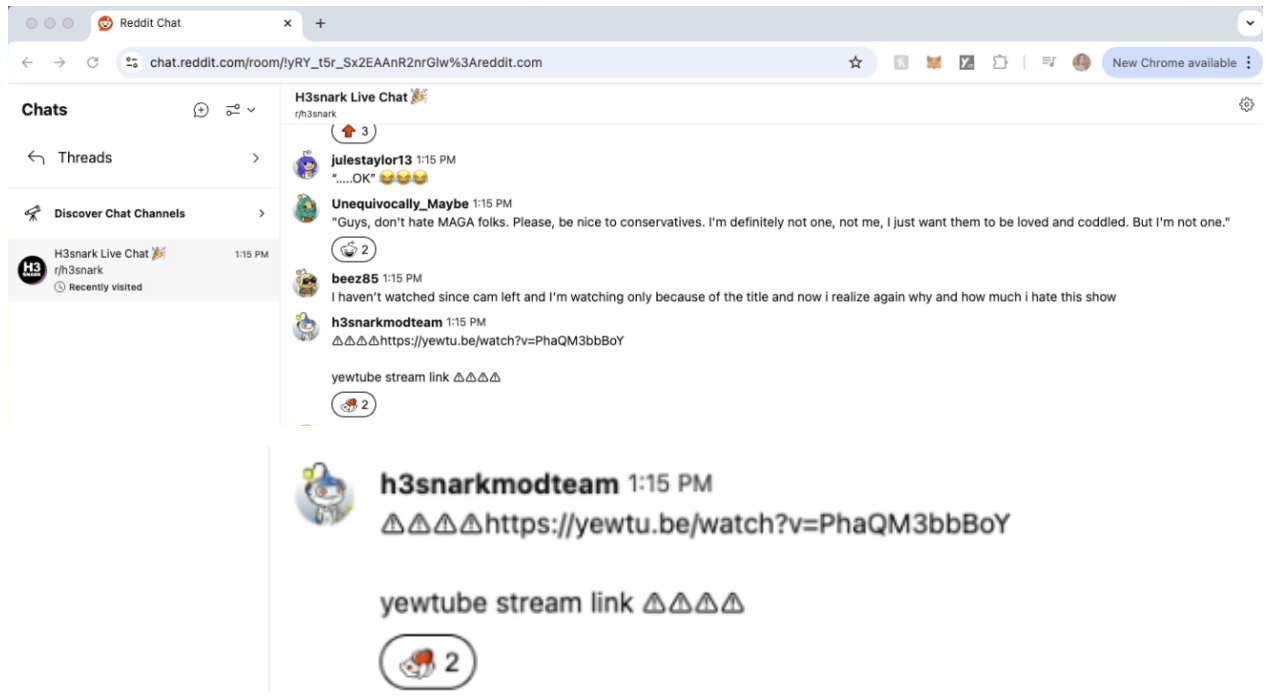 Reddit Chat
chat.reddit.com/room/!yRY_t5r_Sx2EAAnR2nrGlw%3Areddit.com
New Chrome available
Chats
Threads
Discover Chat Channels
H3snark Live Chat 🎉
1:15 PM
r/h3snark
Recently visited
H3
SNARK
H3snark Live Chat 🎉
r/h3snark
3
julestaylor13 1:15 PM
“.....OK” 😂😂😂
Unequivocally_Maybe 1:15 PM
"Guys, don't hate MAGA folks. Please, be nice to conservatives. I'm definitely not one, not me, I just want them to be loved and coddled. But I'm not one."
2
beez85 1:15 PM
I haven’t watched since cam left and I’m watching only because of the title and now i realize again why and how much i hate this show
h3snarkmodteam 1:15 PM
⚠⚠⚠⚠https://yewtu.be/watch?v=PhaQM3bbBoY
yewtube stream link ⚠⚠⚠⚠
2
h3snarkmodteam 1:15 PM
⚠⚠⚠⚠https://yewtu.be/watch?v=PhaQM3bbBoY
yewtube stream link ⚠⚠⚠⚠
2